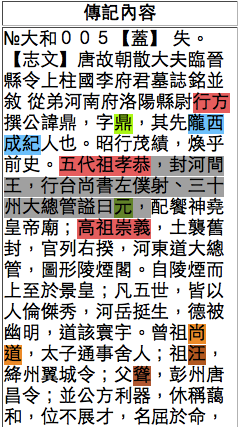 傳記內容
№大和００５【蓋】 失。
【志文】唐故朝散大夫臨晉
縣令上柱國李府君墓誌銘並
敘 從弟河南府洛陽縣尉行方
撰公諱鼎，字鼎，其先隴西
成紀人也。昭行茂績，煥乎
前史。五代祖孝恭，封河間
王，行台尚書左僕射、三十
州大總管謚曰元，配饗神堯
皇帝廟；高祖崇義，土襲舊
封，官列右揆，河東道大總
管，圖形陵煙閣。自陵煙而
上至於景皇；凡五世，皆以
人倫傑秀，河岳挺生，德被
幽明，道該寰宇。曾祖尚
道，太子通事舍人；祖汪，
絳州翼城令；父聳，彭州唐
昌令；並公方利器，休稱藹
和，位不展才，名屈於命，